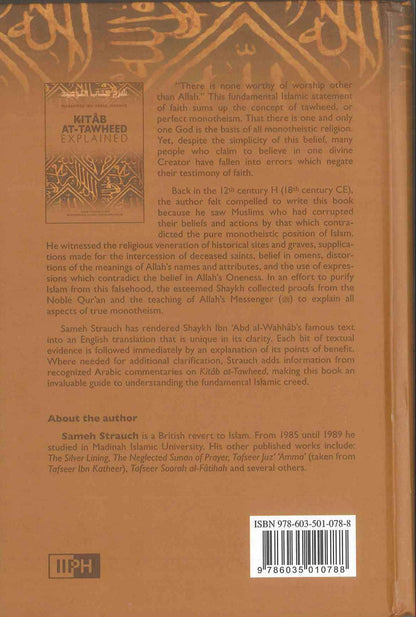 KITÂB
AT-TAWHEED
EXPLAINED
"There is none worthy of worship other
than Allah." This fundamental Islamic statement
of faith sums up the concept of tawheed, or
perfect monotheism. That there is one and only
one God is the basis of all monotheistic religion.
Yet, despite the simplicity of this belief, many
people who claim to believe in one divine
Creator have fallen into errors which negate
their testimony of faith.
Back in the 12th century H (18th century CE),
the author felt compelled to write this book
because he saw Muslims who had corrupted
their beliefs and actions by that which contra-
dicted the pure monotheistic position of Islam.
He witnessed the religious veneration of historical sites and graves, supplica-
tions made for the intercession of deceased saints, belief in omens, distor-
tions of the meanings of Allah's names and attributes, and the use of expres-
sions which contradict the belief in Allah's Oneness. In an effort to purify
Islam from this falsehood, the esteemed Shaykh collected proofs from the
Noble Qur'an and the teaching of Allah's Messenger (ﷺ) to explain all
aspects of true monotheism.
Sameh Strauch has rendered Shaykh Ibn 'Abd al-Wahhâb's famous text
into an English translation that is unique in its clarity. Each bit of textual
evidence is followed immediately by an explanation of its points of benefit.
Where needed for additional clarification, Strauch adds information from
recognized Arabic commentaries on Kitâb at-Tawheed, making this book an
invaluable guide to understanding the fundamental Islamic creed.
About the author
Sameh Strauch is a British revert to Islam. From 1985 until 1989 he
studied in Madinah Islamic University. His other published works include:
The Silver Lining, The Neglected Sunan of Prayer, Tafseer Juz' 'Amma' (taken from
Tafseer Ibn Katheer), Tafseer Soorah al-Fâtihah and several others.
ISBN 978-603-501-078-8
9 786035 010788
IIPH